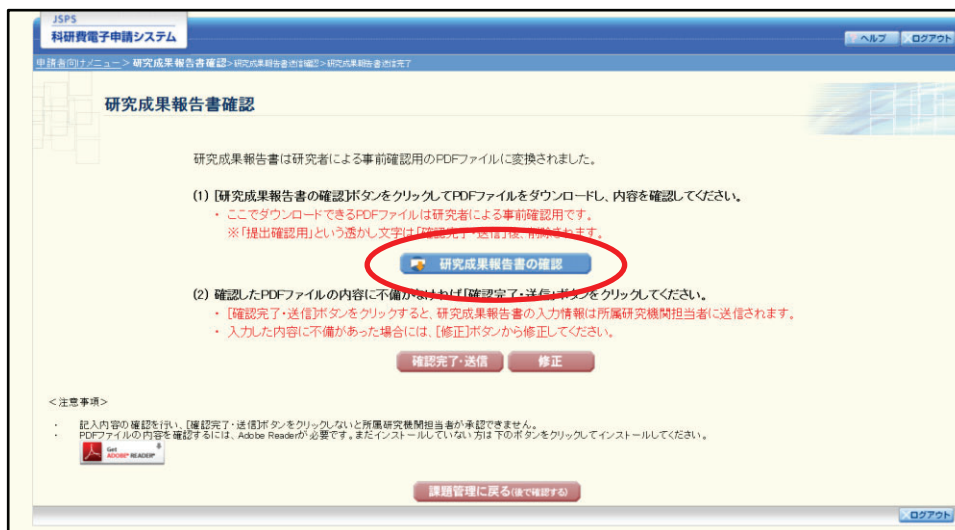 JSPS
科研費電子申請システム
ヘルプ ログアウト
申請者向けメニュー>研究成果報告書確認>研究成果報告書送信確認>研究成果報告書送信完了
研究成果報告書確認
研究成果報告書は研究者による事前確認用のPDFファイルに変換されました。
(1) [研究成果報告書の確認]ボタンをクリックしてPDFファイルをダウンロードし、内容を確認してください。
・ ここでダウンロードできるPDFファイルは研究者による事前確認用です。
※「提出確認用」という透かし文字は「確認完了・送信」後、削除されます。
研究成果報告書の確認
(2) 確認したPDFファイルの内容に不備がなければ「確認完了・送信」ボタンをクリックしてください。
・ [確認完了・送信]ボタンをクリックすると、研究成果報告書の入力情報は所属研究機関担当者に送信されます。
・ 入力した内容に不備があった場合には、[修正]ボタンから修正してください。
確認完了・送信 修正
<注意事項>
・ 記入内容の確認を行い、[確認完了・送信]ボタンをクリックしないと所属研究機関担当者が承認できません。
・ PDFファイルの内容を確認するには、Adobe Readerが必要です。まだインストールしていない方は下のボタンをクリックしてインストールしてください。
Get
ADOBE® READER®
課題管理に戻る(後で確認する)
ログアウト